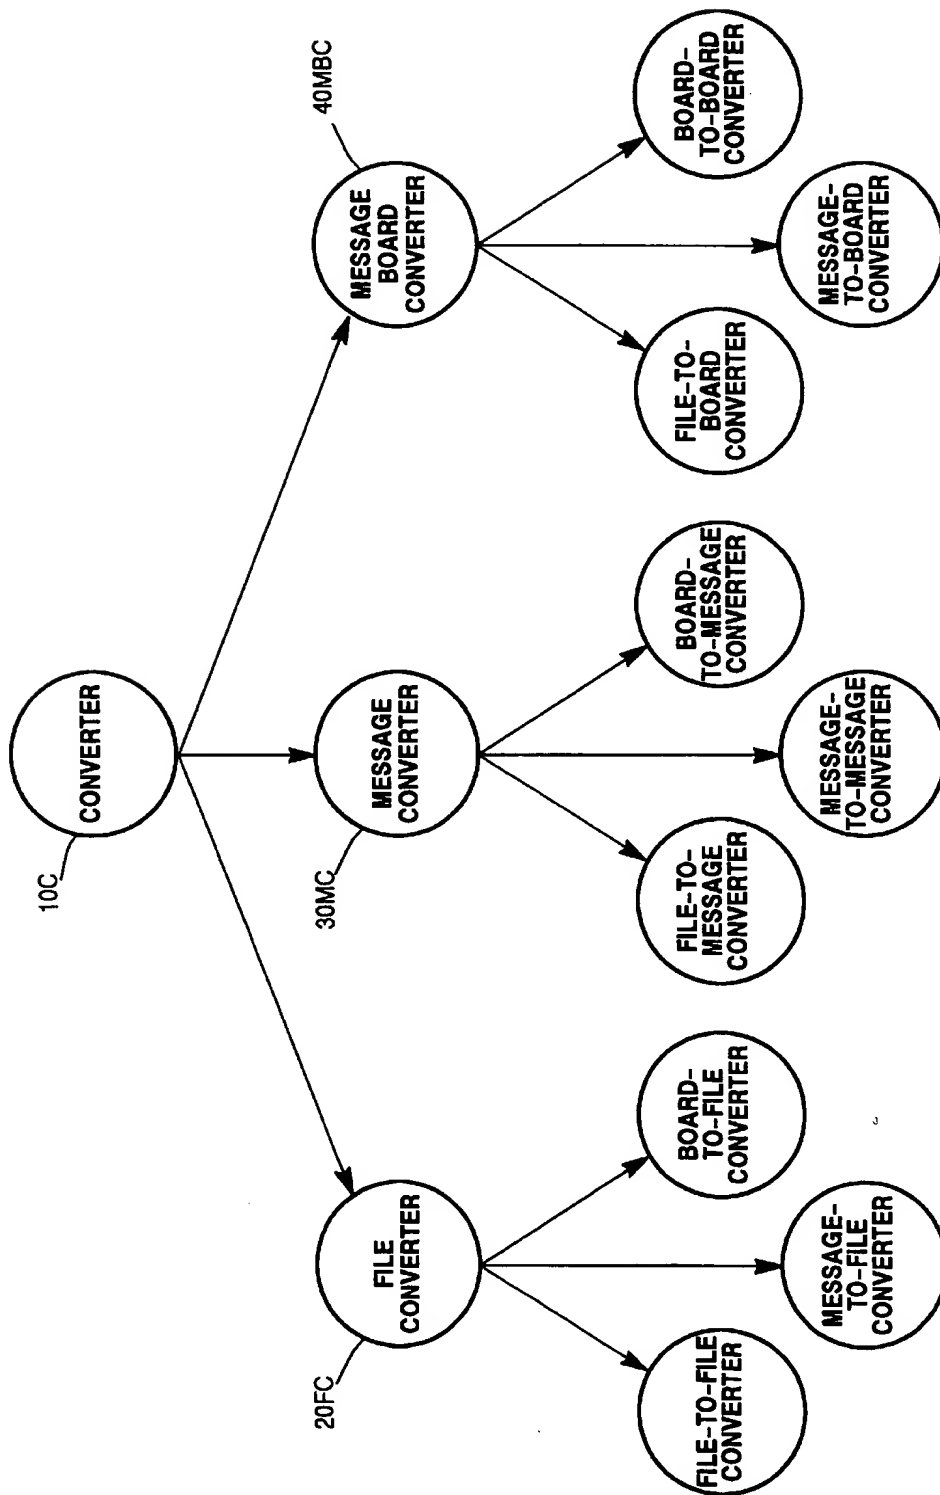 10C
CONVERTER
20FC
FILE
CONVERTER
30MC
MESSAGE
CONVERTER
40MBC
MESSAGE
BOARD
CONVERTER
FILE-TO-FILE
CONVERTER
MESSAGE-
TO-FILE
CONVERTER
BOARD-
TO-FILE
CONVERTER
FILE-TO-
MESSAGE
CONVERTER
MESSAGE-
TO-MESSAGE
CONVERTER
BOARD-
TO-MESSAGE
CONVERTER
FILE-TO-
BOARD
CONVERTER
MESSAGE-
TO-BOARD
CONVERTER
BOARD-
TO-BOARD
CONVERTER